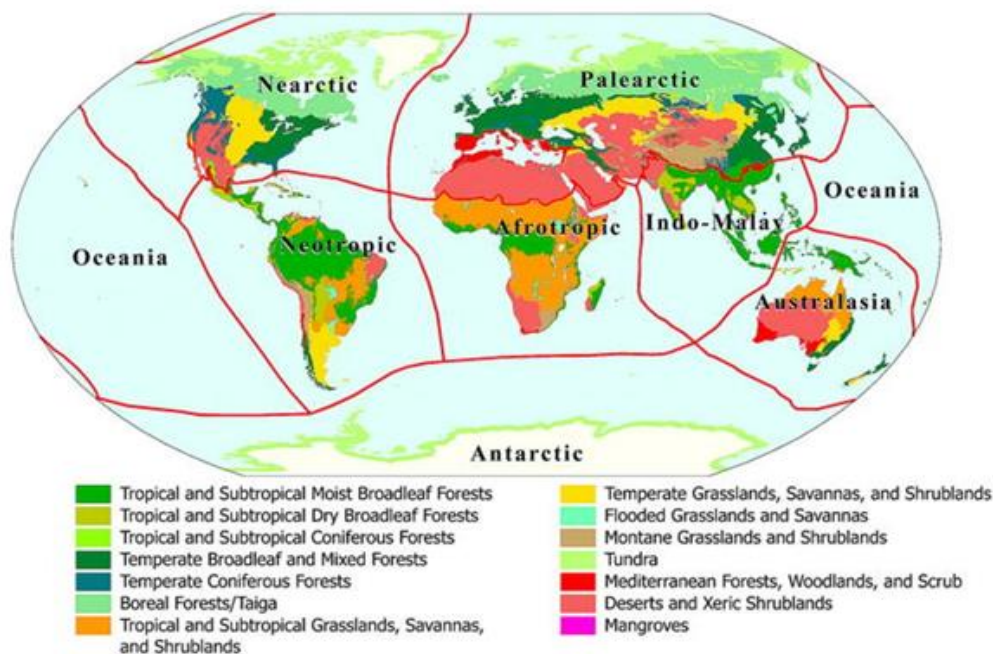 Nearctic
Palearctic
Oceania
Neotropic
Afrotropic
Indo-Malay
Oceania
Australasia
Antarctic
Tropical and Subtropical Moist Broadleaf Forests
Tropical and Subtropical Dry Broadleaf Forests
Tropical and Subtropical Coniferous Forests
Temperate Broadleaf and Mixed Forests
Temperate Coniferous Forests
Boreal Forests/Taiga
Tropical and Subtropical Grasslands, Savannas,
and Shrublands
Temperate Grasslands, Savannas, and Shrublands
Flooded Grasslands and Savannas
Montane Grasslands and Shrublands
Tundra
Mediterranean Forests, Woodlands, and Scrub
Deserts and Xeric Shrublands
Mangroves